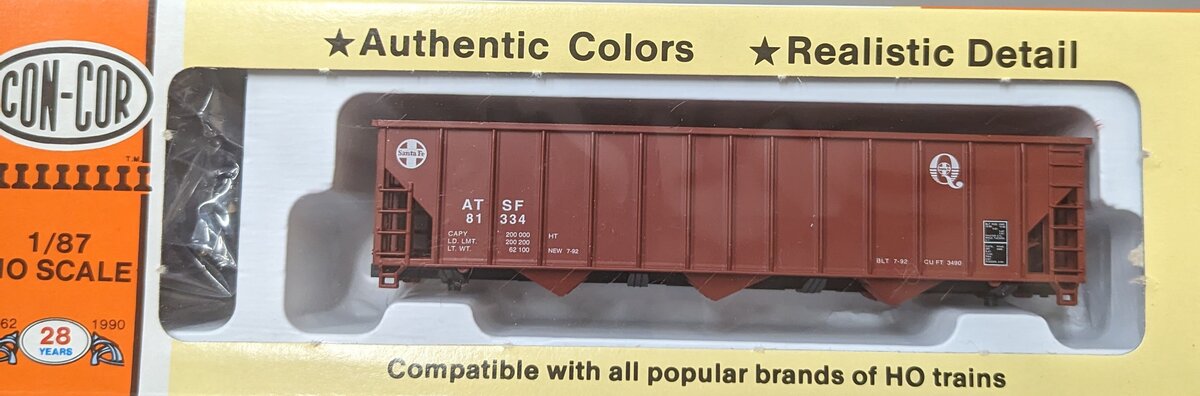 ★Authentic Colors ★Realistic Detail
CON-COR
T.M.
1/87
HO SCALE
62 1990
28
YEARS
Santa Fe
Q
AT SF
81 334
CAPY 200 000 HT
LD. LMT. 200 200
LT. WT. 62 100 NEW 7-92
BLT 7-92 CU FT 3490
Compatible with all popular brands of HO trains